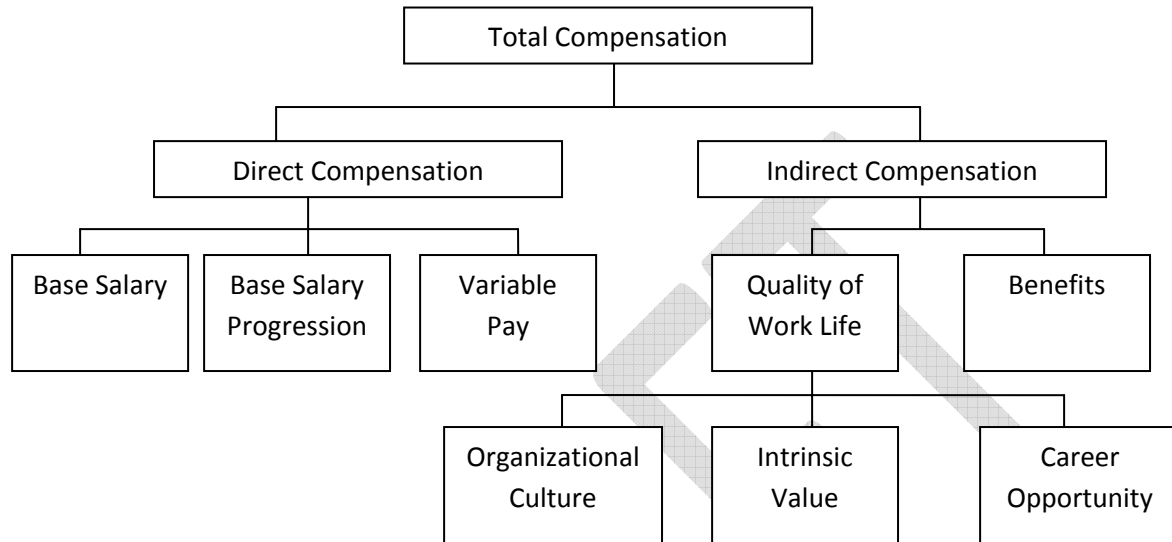 Total Compensation
Direct Compensation
Indirect Compensation
Base Salary
Base Salary
Progression
Variable
Pay
Quality of
Work Life
Benefits
Organizational
Culture
Intrinsic
Value
Career
Opportunity